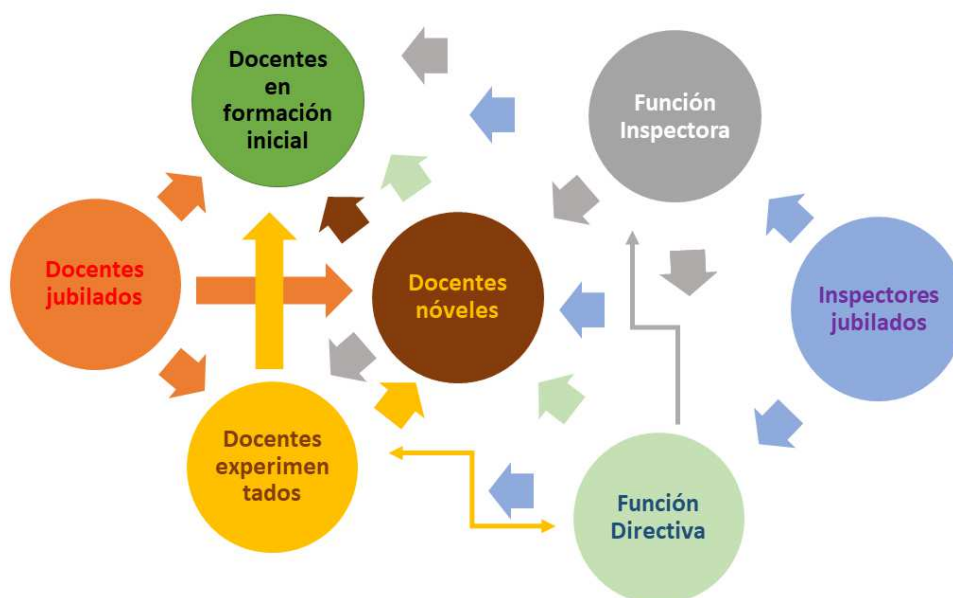 Docentes
en
formación
inicial
Función
Inspectora
Docentes
jubilados
Docentes
nóveles
Inspectores
jubilados
Docentes
experimen
tados
Función
Directiva